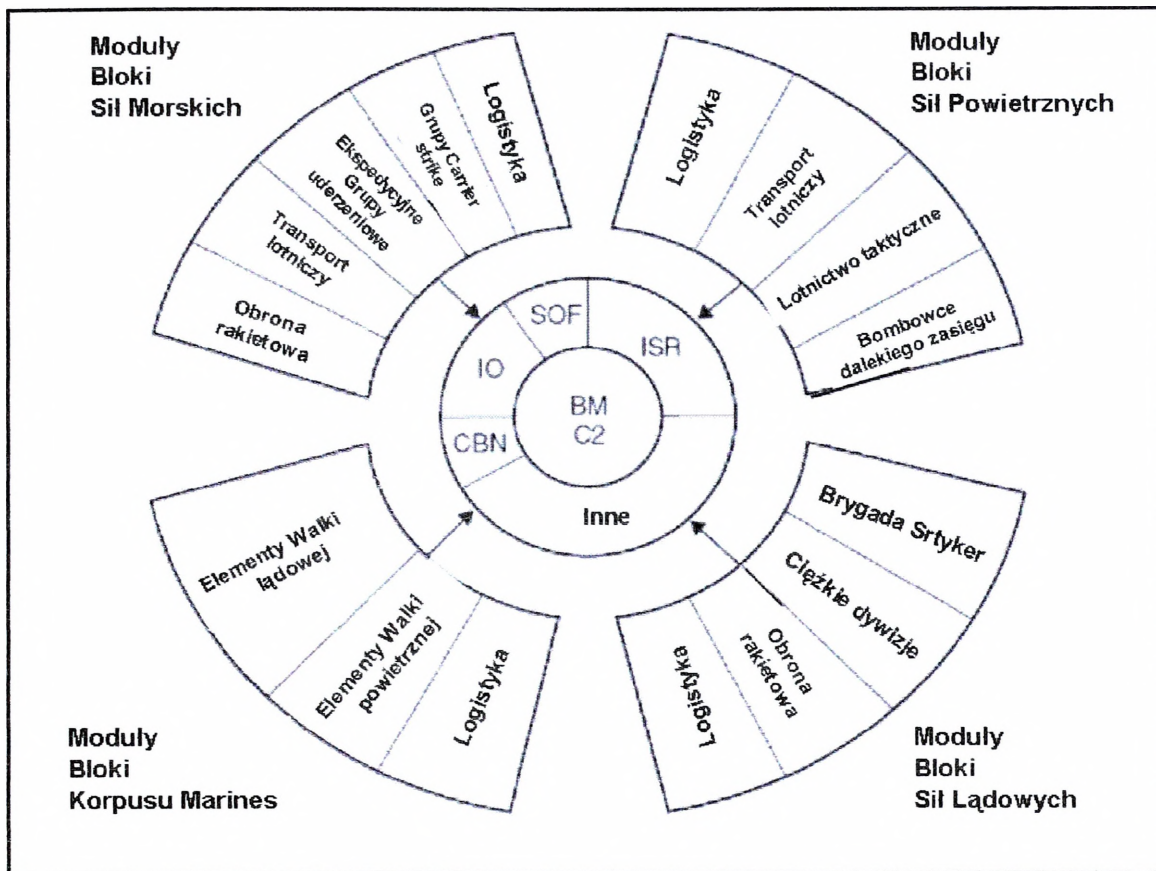 Moduły
Bloki
Sił Morskich
Moduły
Bloki
Sił Powietrznych
Obrona
rakietowa
Transport
lotniczy
Ekspedycyjne
Grupy
uderzeniowe
Grupy Carrier
strike
Logistyka
Logistyka
Transport
lotniczy
Lotnictwo taktyczne
Bombowce
dalekiego zasięgu
SOF
ISR
IO
BM
C2
CBN
Inne
Elementy Walki
lądowej
Elementy Walki
powietrznej
Logistyka
Brygada Srtyker
Ciężkie dywizje
Obrona
rakietowa
Logistyka
Moduły
Bloki
Korpusu Marines
Moduły
Bloki
Sił Lądowych